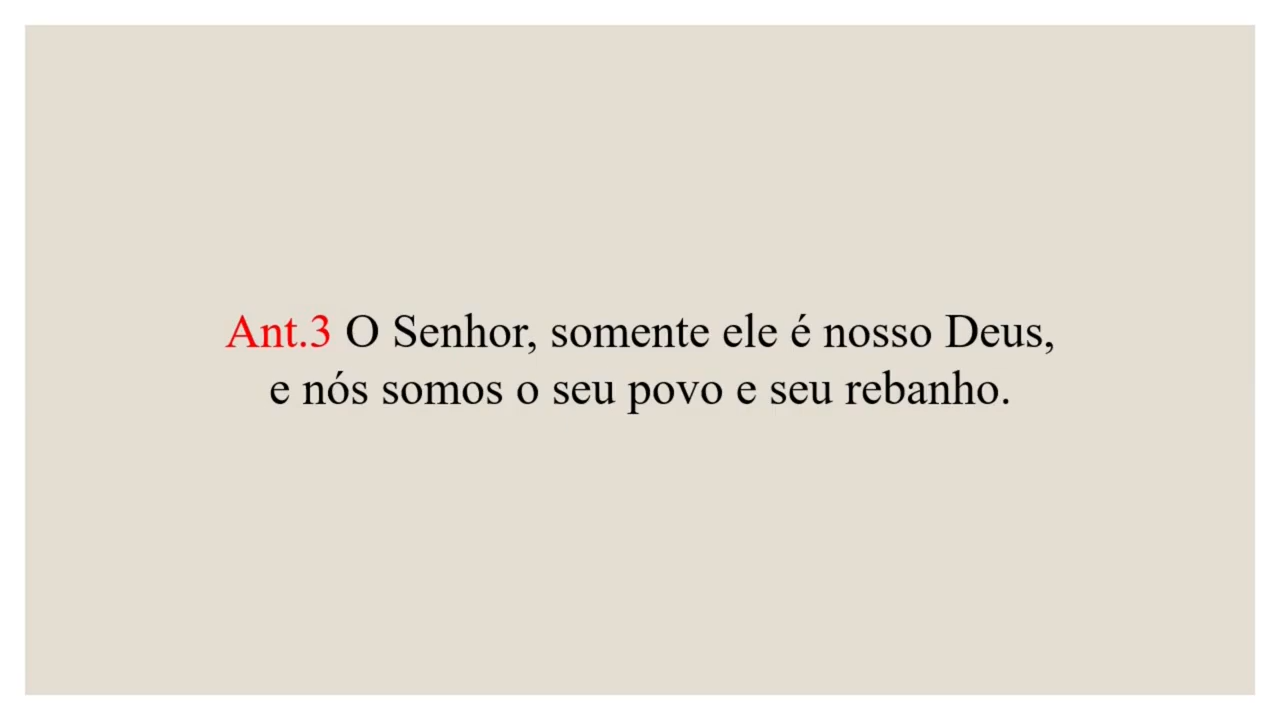 Ant.3 O Senhor, somente ele é nosso Deus,
e nós somos o seu povo e seu rebanho.